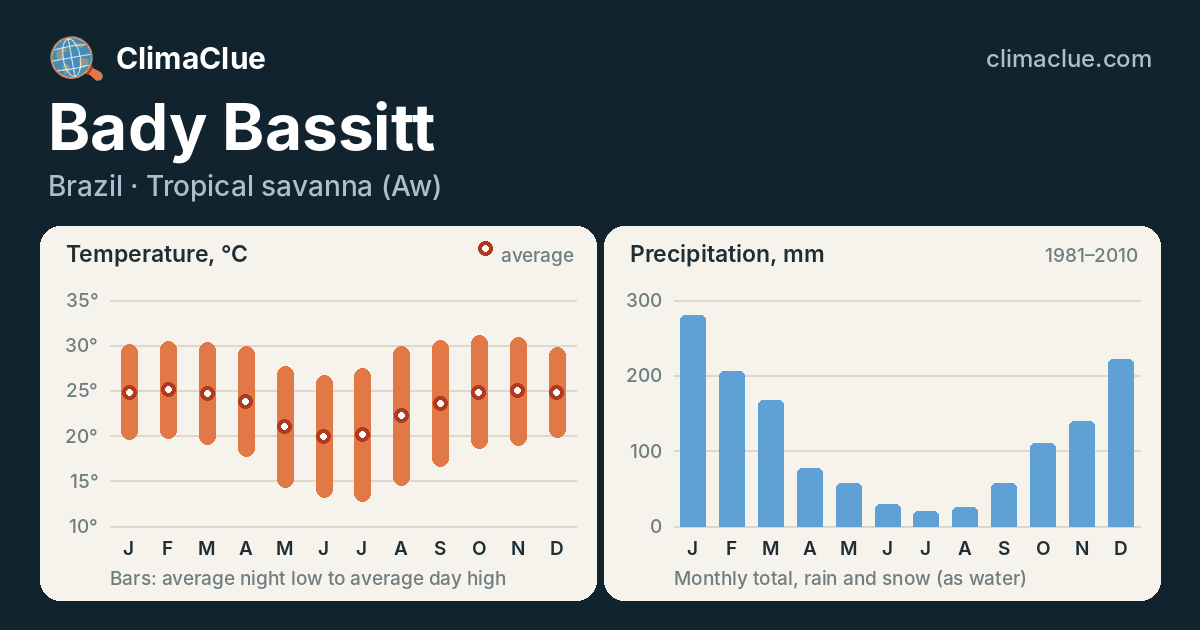 ClimaClue
climaclue.com
Bady Bassitt
Brazil · Tropical savanna (Aw)
Temperature, °C
average
35°
30°
25°
20°
15°
10°
J F M A M J J A S O N D
Bars: average night low to average day high
Precipitation, mm
1981–2010
300
200
100
0
J F M A M J J A S O N D
Monthly total, rain and snow (as water)